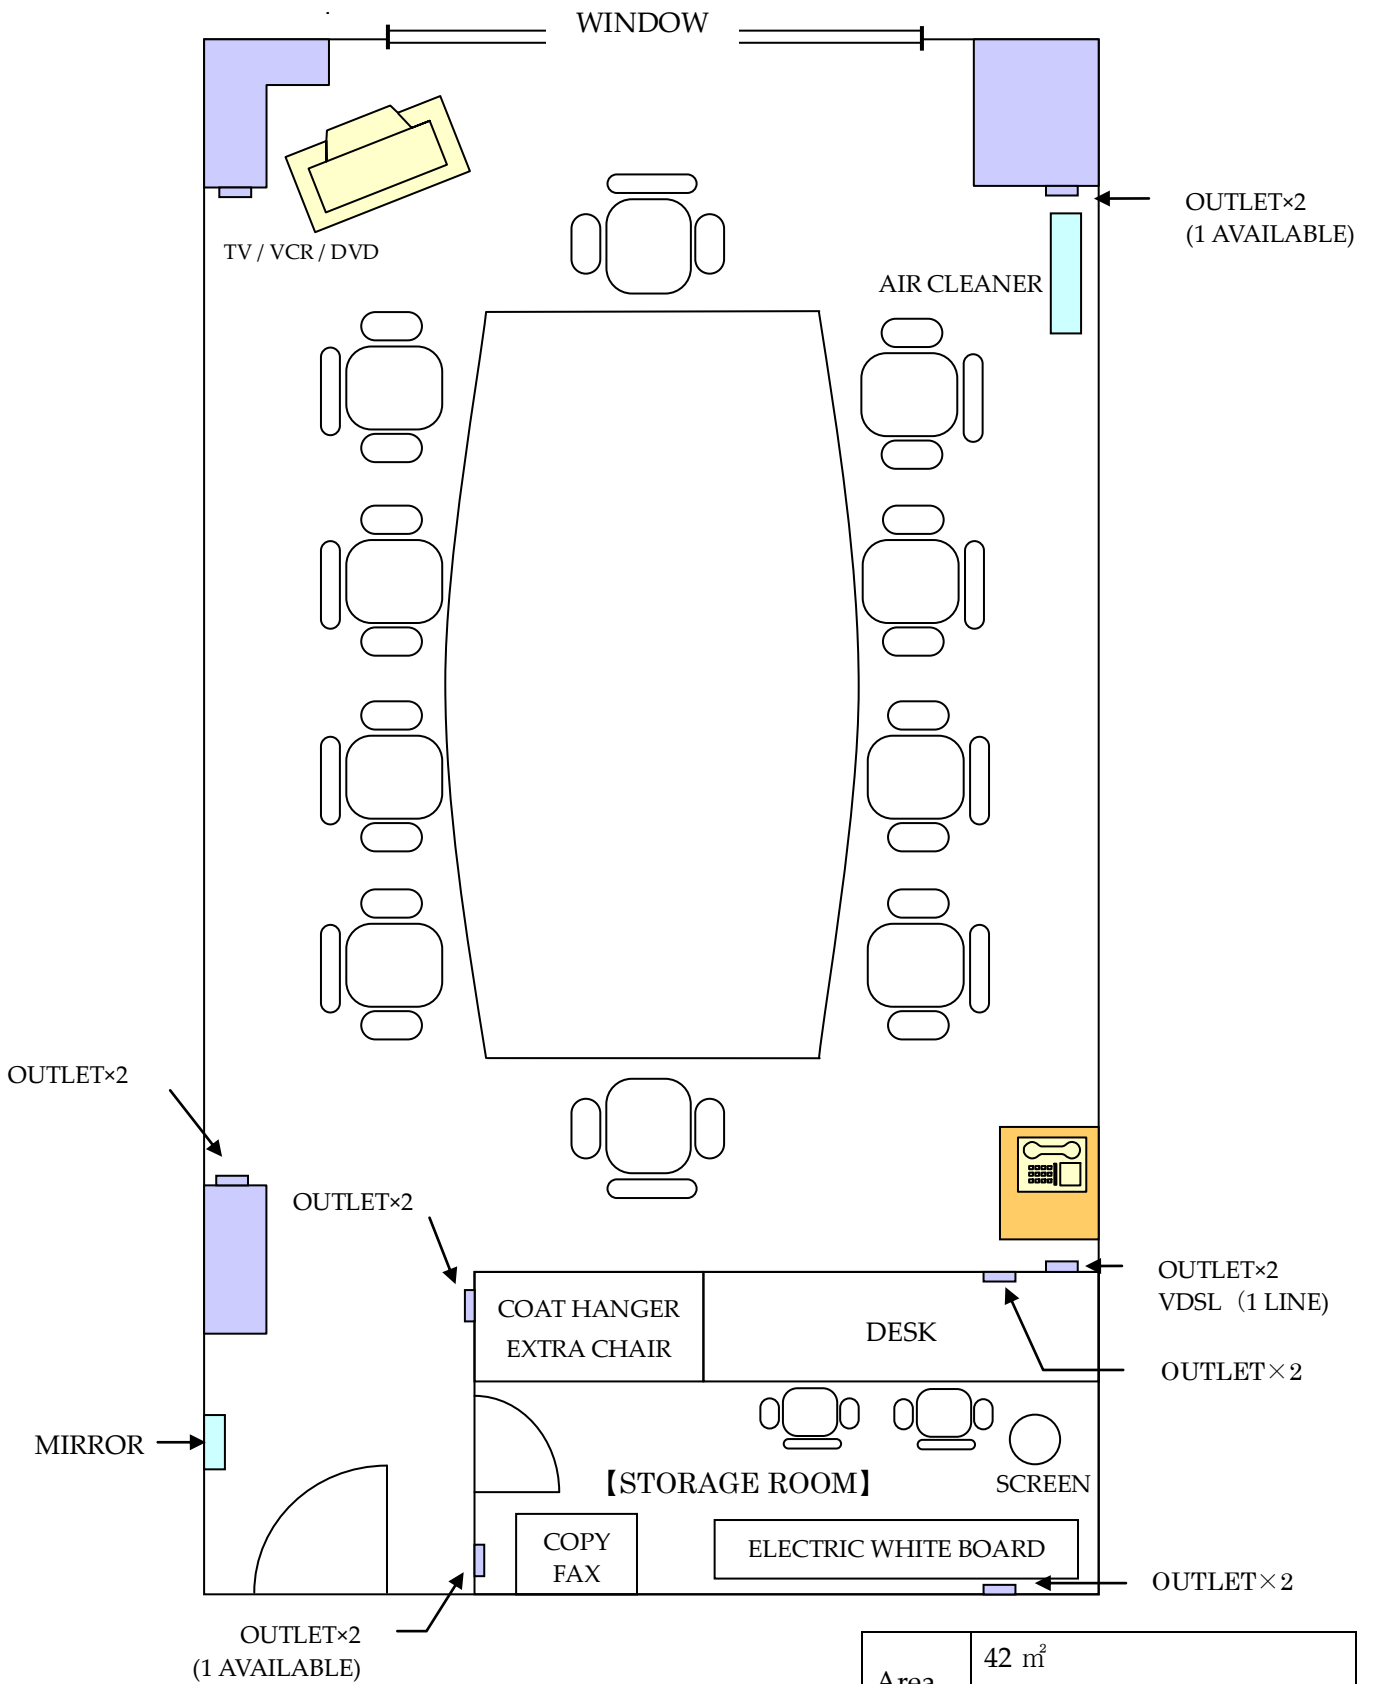 WINDOW
OUTLET×2
(1 AVAILABLE)
TV / VCR / DVD
AIR CLEANER
OUTLET×2
OUTLET×2
OUTLET×2
VDSL（1 LINE)
COAT HANGER
EXTRA CHAIR
DESK
OUTLET×2
MIRROR
【STORAGE ROOM】
SCREEN
COPY
FAX
ELECTRIC WHITE BOARD
OUTLET×2
OUTLET×2
(1 AVAILABLE)
42 ㎡
Area